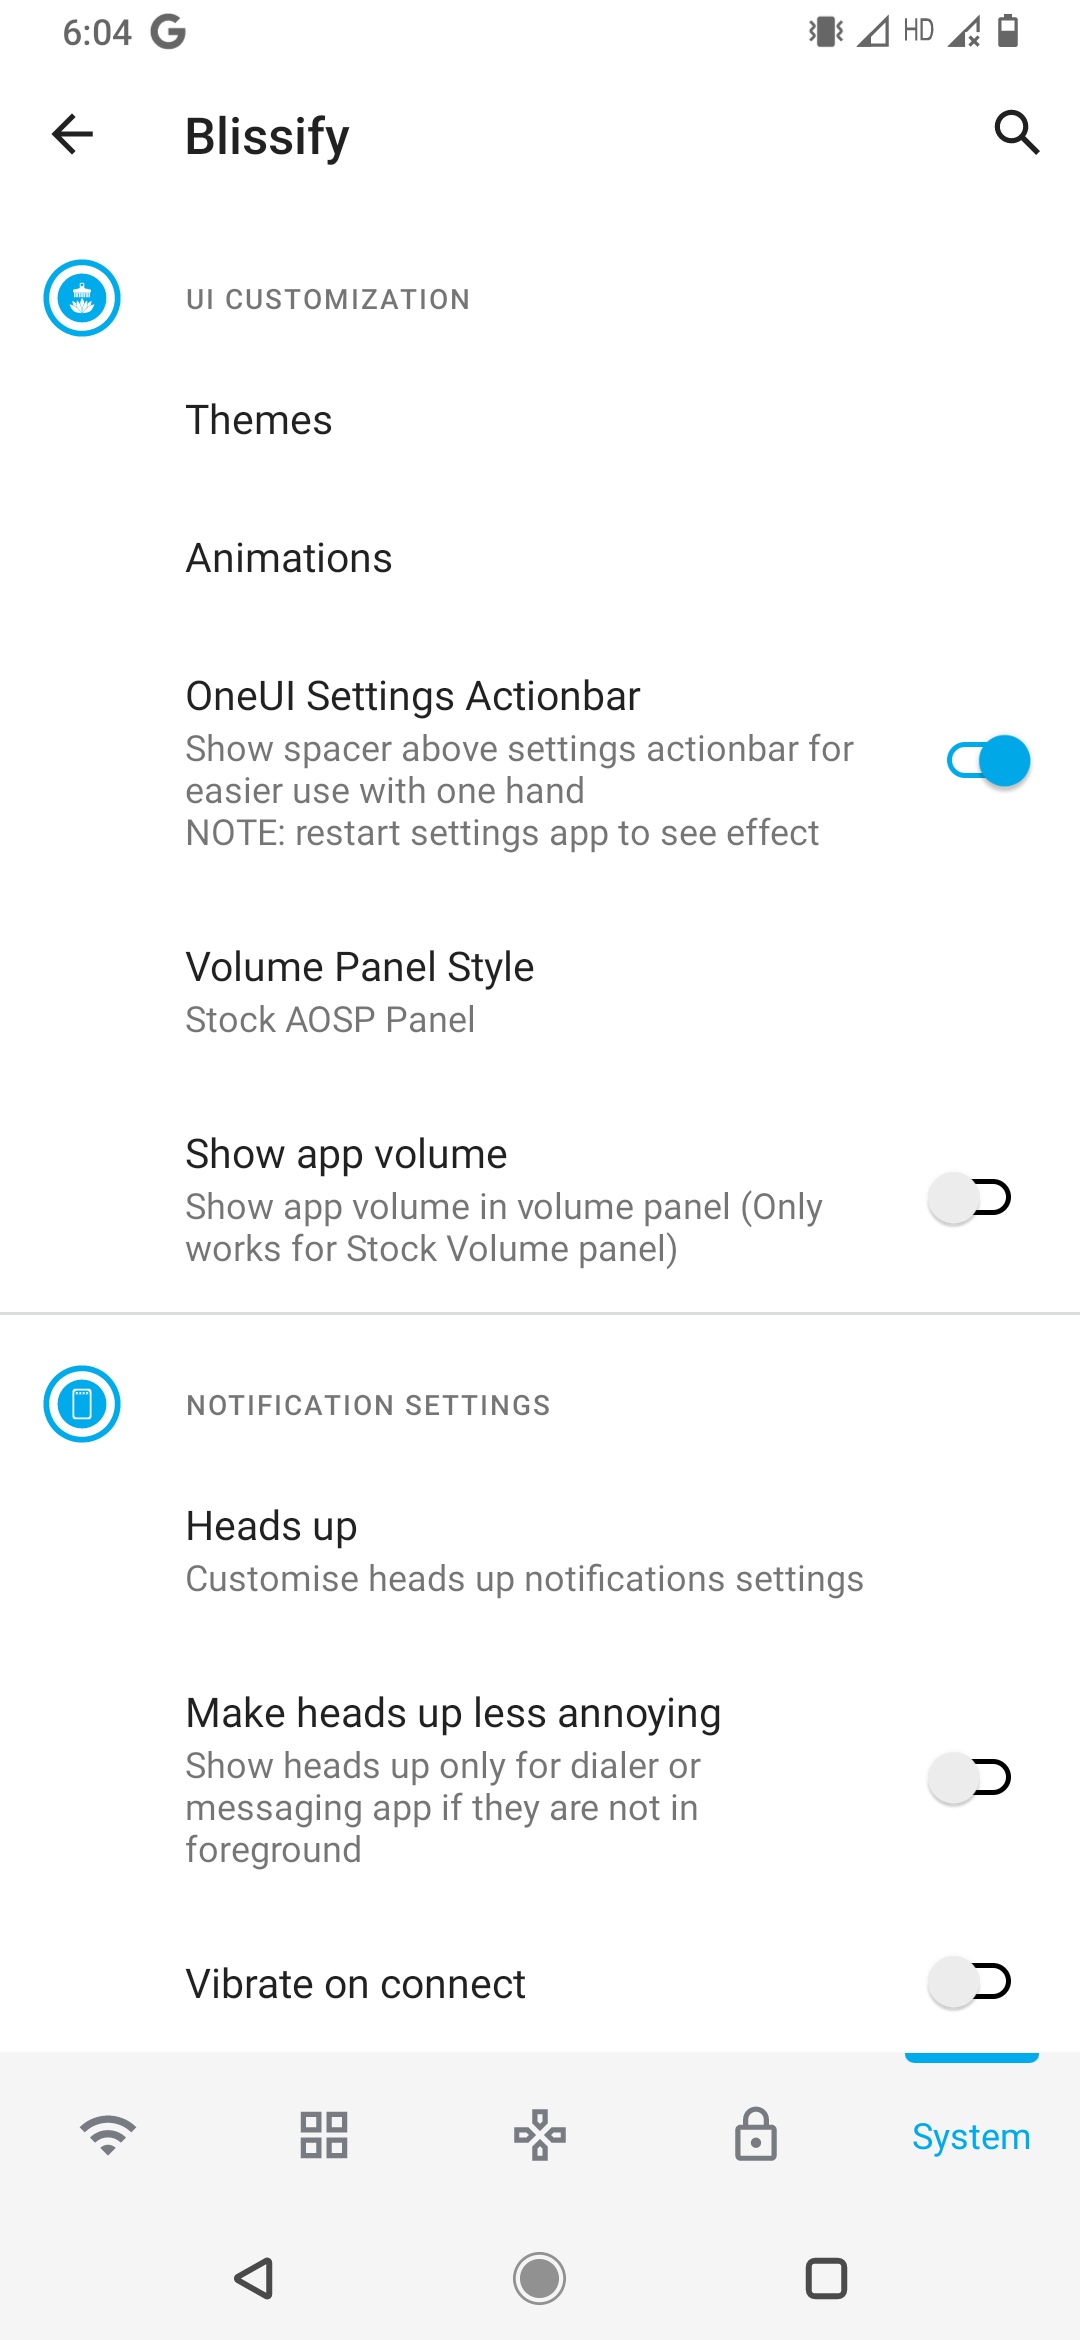 6:04 G HD
Blissify
UI CUSTOMIZATION
Themes
Animations
OneUI Settings Actionbar
Show spacer above settings actionbar for
easier use with one hand
NOTE: restart settings app to see effect
Volume Panel Style
Stock AOSP Panel
Show app volume
Show app volume in volume panel (Only
works for Stock Volume panel)
NOTIFICATION SETTINGS
Heads up
Customise heads up notifications settings
Make heads up less annoying
Show heads up only for dialer or
messaging app if they are not in
foreground
Vibrate on connect
System